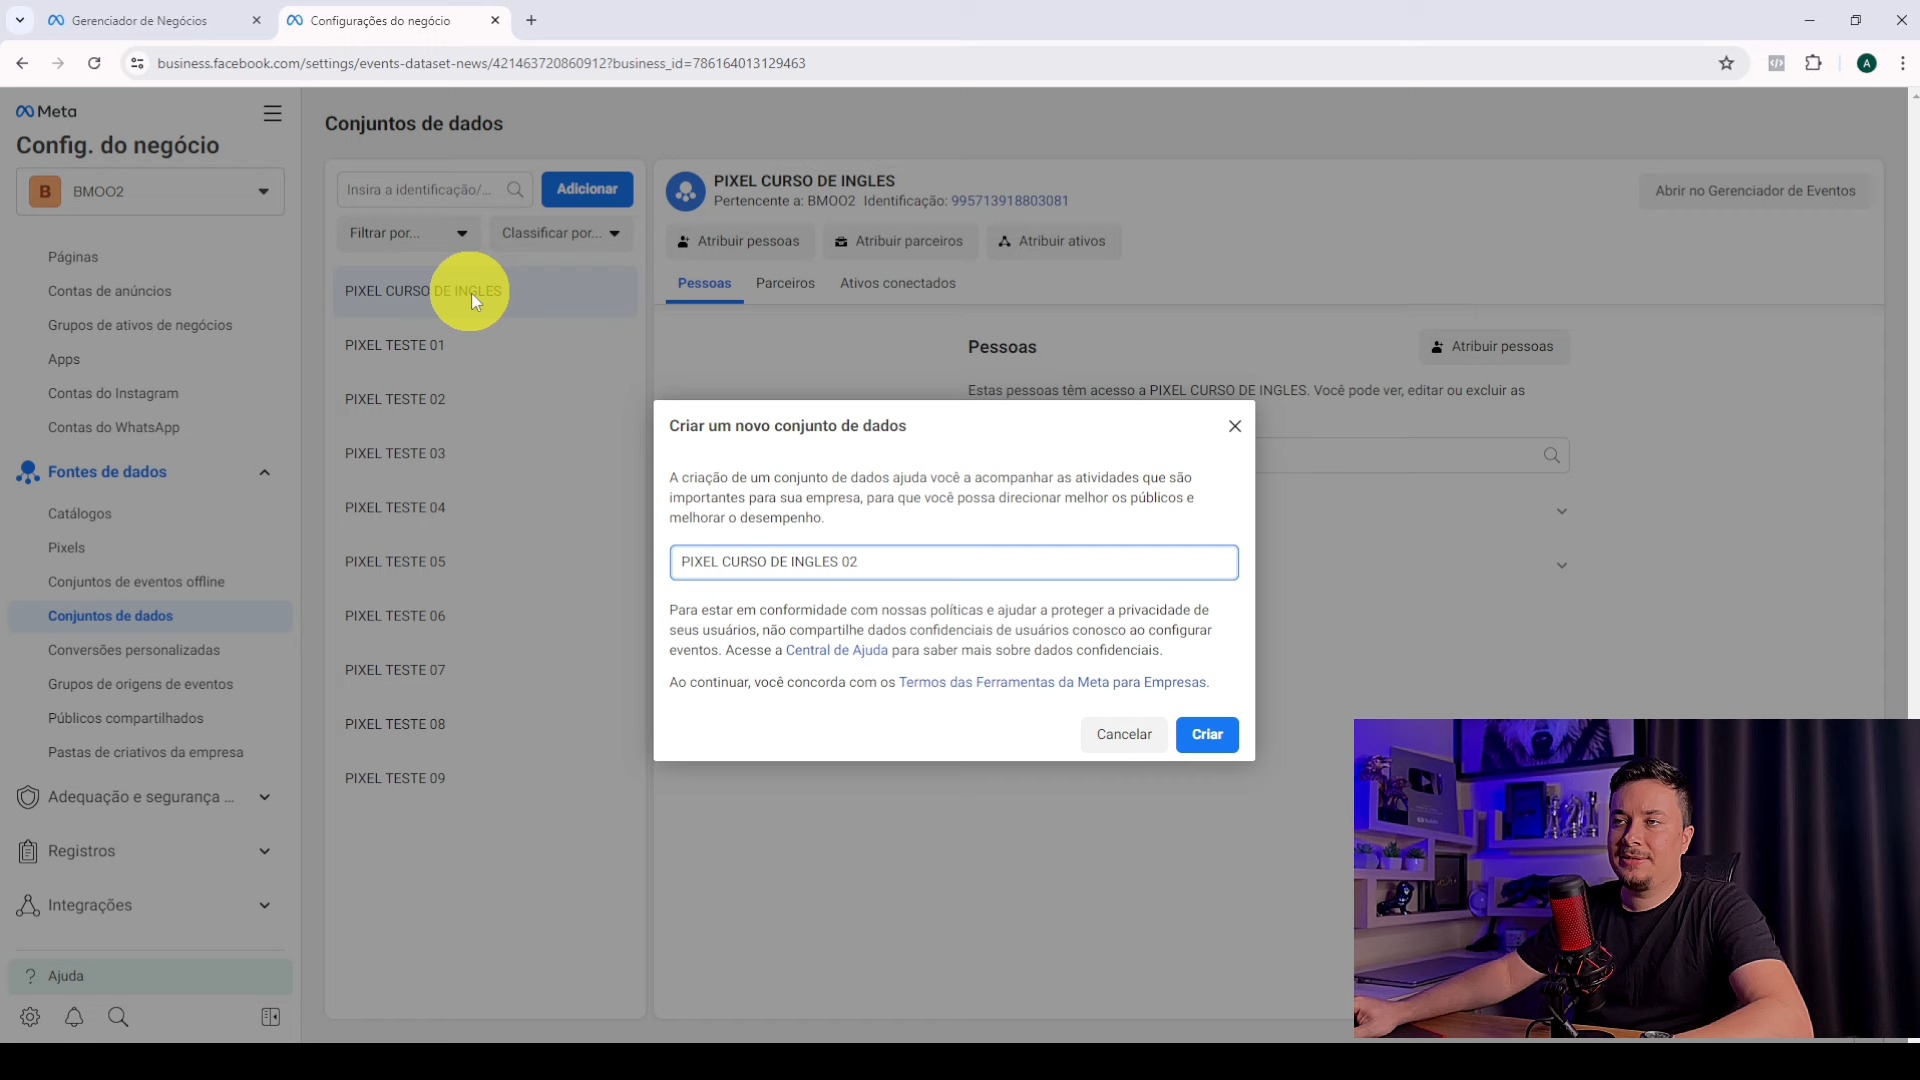 Gerenciador de Negócios
Configurações do negócio
business.facebook.com/settings/events-dataset-news/421463720860912?business_id=786164013129463
A
Meta
Config. do negócio
B
BMOO2
Páginas
Contas de anúncios
Grupos de ativos de negócios
Apps
Contas do Instagram
Contas do WhatsApp
Fontes de dados
Catálogos
Pixels
Conjuntos de eventos offline
Conjuntos de dados
Conversões personalizadas
Grupos de origens de eventos
Públicos compartilhados
Pastas de criativos da empresa
Adequação e segurança ...
Registros
Integrações
? Ajuda
Conjuntos de dados
Insira a identificação/...
Adicionar
Filtrar por...
Classificar por...
PIXEL CURSO DE INGLES
PIXEL TESTE 01
PIXEL TESTE 02
PIXEL TESTE 03
PIXEL TESTE 04
PIXEL TESTE 05
PIXEL TESTE 06
PIXEL TESTE 07
PIXEL TESTE 08
PIXEL TESTE 09
PIXEL CURSO DE INGLES
Pertencente a: BMOO2 Identificação: 995713918803081
Abrir no Gerenciador de Eventos
Atribuir pessoas
Atribuir parceiros
Atribuir ativos
Pessoas
Parceiros
Ativos conectados
Pessoas
Atribuir pessoas
Estas pessoas têm acesso a PIXEL CURSO DE INGLES. Você pode ver, editar ou excluir as
Criar um novo conjunto de dados
A criação de um conjunto de dados ajuda você a acompanhar as atividades que são
importantes para sua empresa, para que você possa direcionar melhor os públicos e
melhorar o desempenho.
PIXEL CURSO DE INGLES 02
Para estar em conformidade com nossas políticas e ajudar a proteger a privacidade de
seus usuários, não compartilhe dados confidenciais de usuários conosco ao configurar
eventos. Acesse a Central de Ajuda para saber mais sobre dados confidenciais.
Ao continuar, você concorda com os Termos das Ferramentas da Meta para Empresas.
Cancelar
Criar